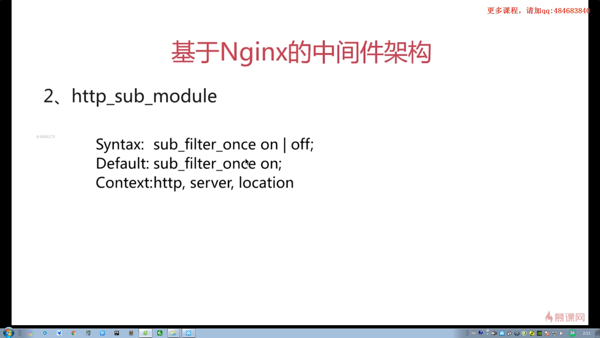 更多课程，请加qq:484683840
基于Nginx的中间件架构
2、http_sub_module
Syntax: sub_filter_once on | off;
Default: sub_filter_once on;
Context:http, server, location
慕课网